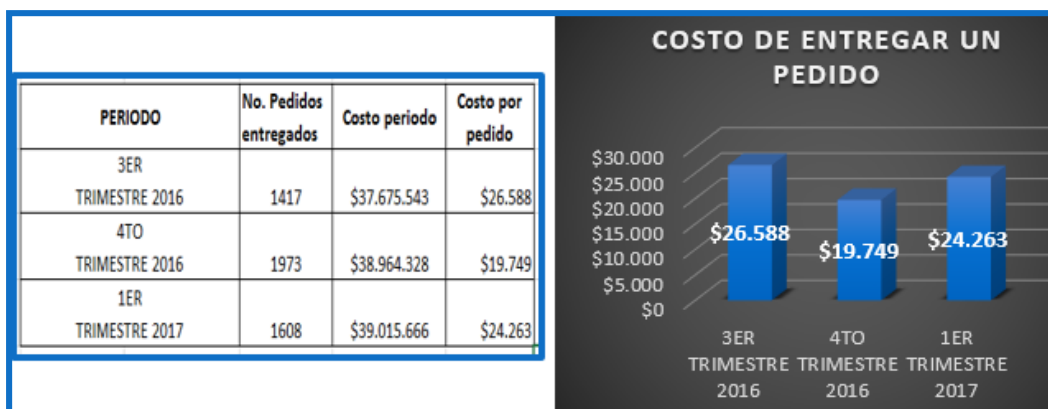 PERIODO
No. Pedidos
entregados
Costo periodo
Costo por
pedido
3ER
TRIMESTRE 2016
1417
$37.675.543
$26.588
4TO
TRIMESTRE 2016
1973
$38.964.328
$19.749
1ER
TRIMESTRE 2017
1608
$39.015.666
$24.263
COSTO DE ENTREGAR UN
PEDIDO
$30.000
$25.000
$20.000
$15.000
$10.000
$5.000
$0
$26.588
$19.749
$24.263
3ER
TRIMESTRE
2016
4TO
TRIMESTRE
2016
1ER
TRIMESTRE
2017